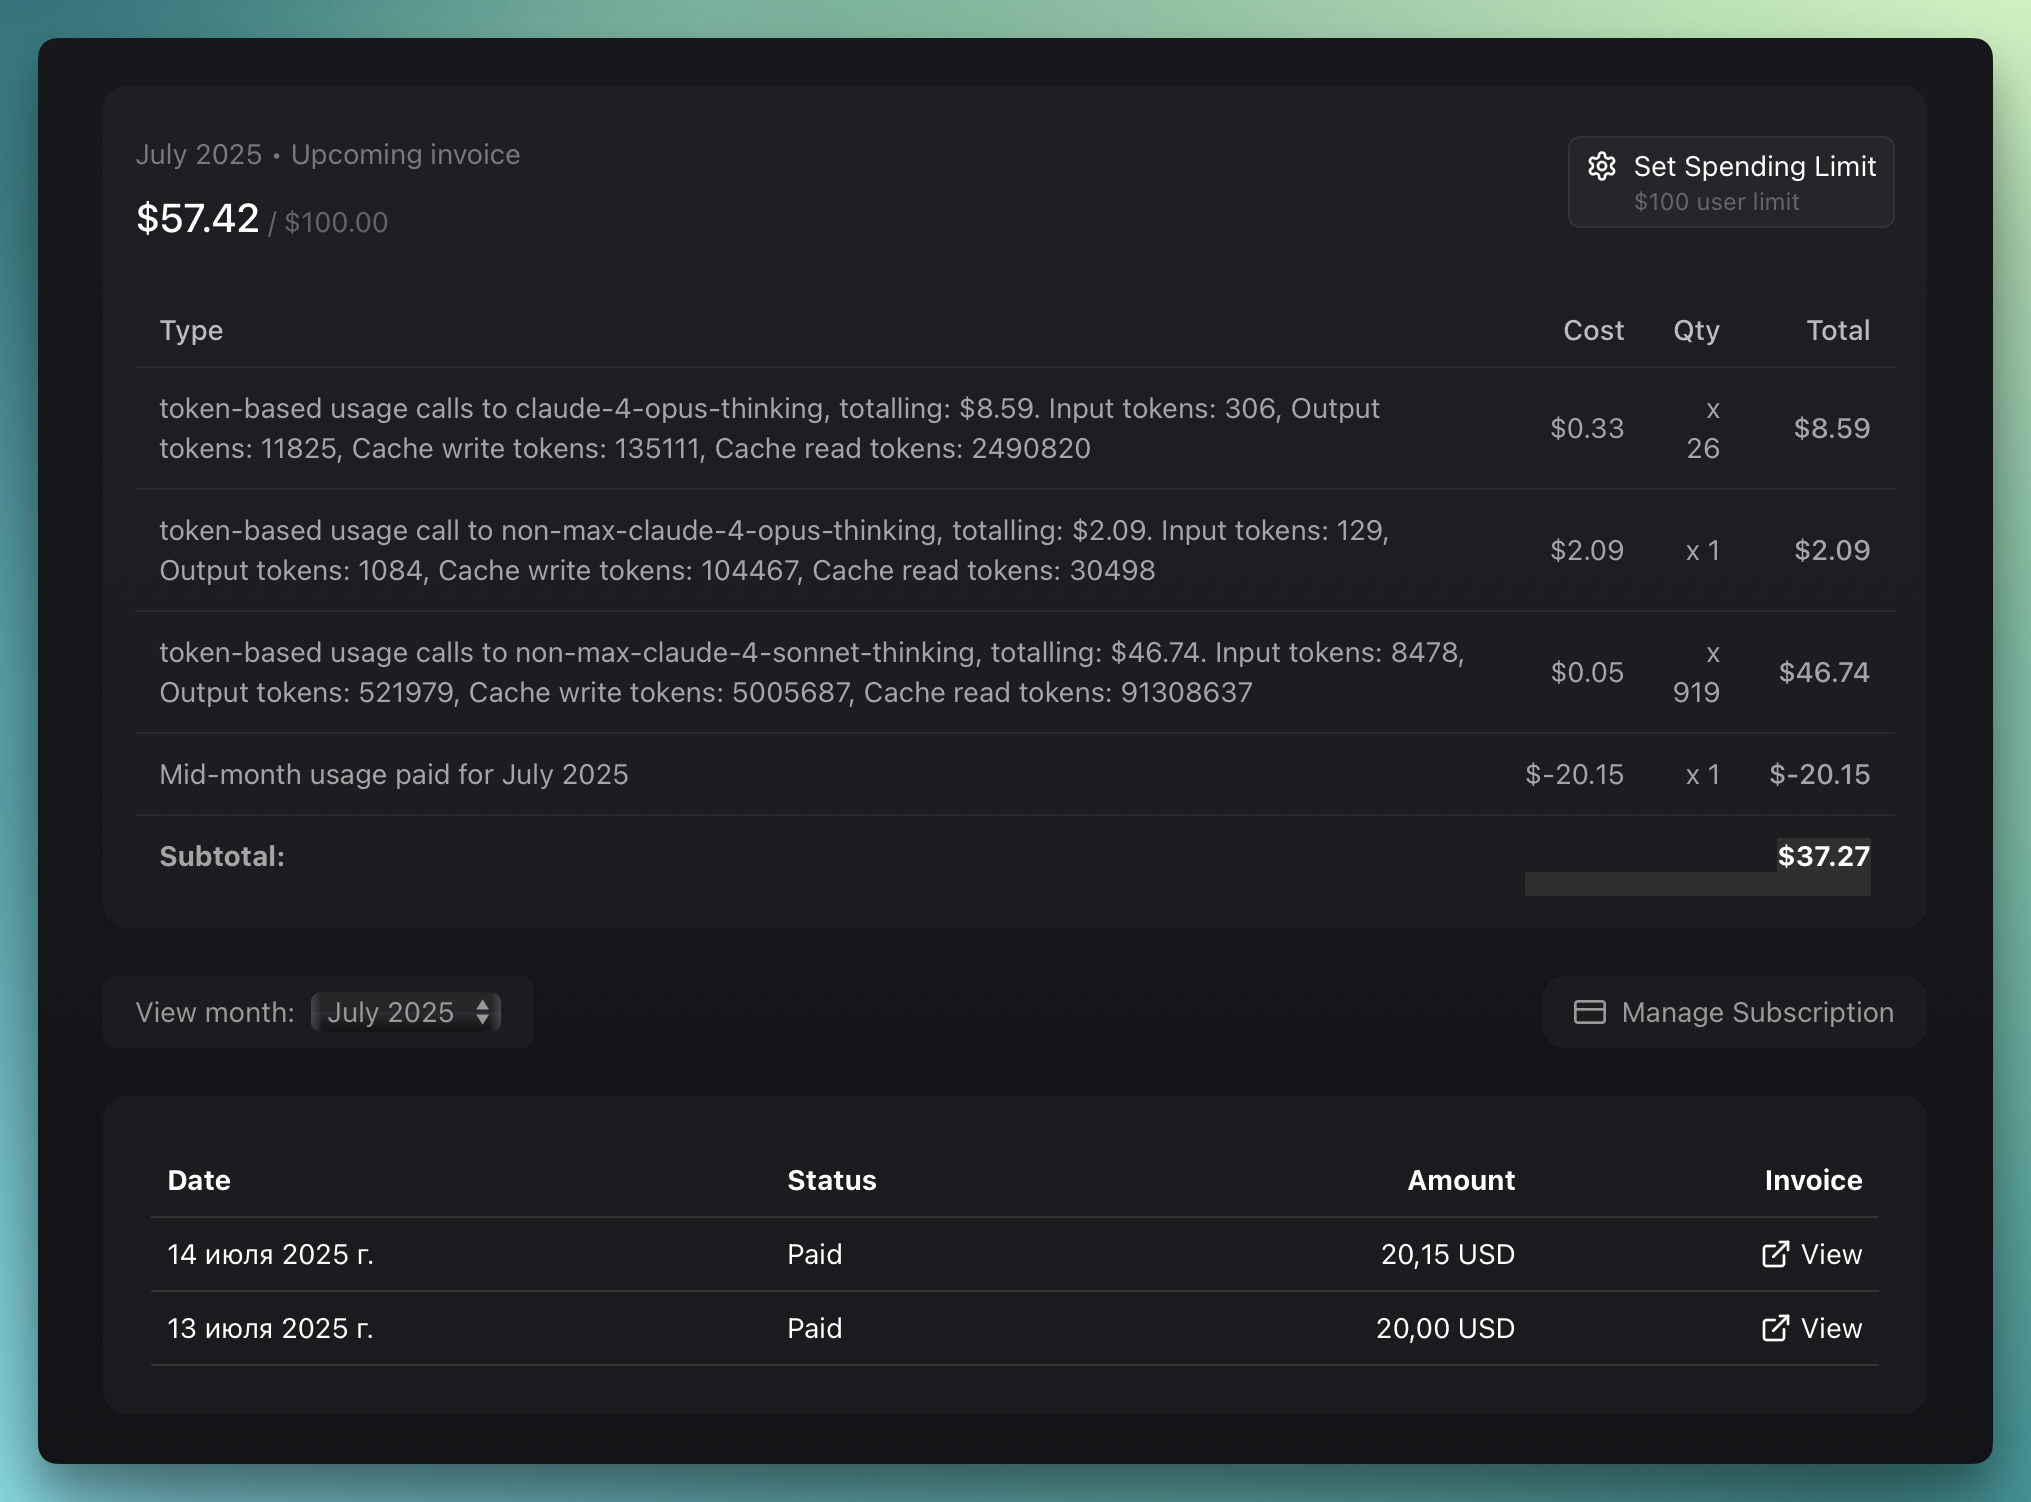 July 2025 • Upcoming invoice
$57.42 / $100.00
Set Spending Limit
$100 user limit
Type Cost Qty Total
token-based usage calls to claude-4-opus-thinking, totalling: $8.59. Input tokens: 306, Output
tokens: 11825, Cache write tokens: 135111, Cache read tokens: 2490820
$0.33 x 26 $8.59
token-based usage call to non-max-claude-4-opus-thinking, totalling: $2.09. Input tokens: 129,
Output tokens: 1084, Cache write tokens: 104467, Cache read tokens: 30498
$2.09 x 1 $2.09
token-based usage calls to non-max-claude-4-sonnet-thinking, totalling: $46.74. Input tokens: 8478,
Output tokens: 521979, Cache write tokens: 5005687, Cache read tokens: 91308637
$0.05 x 919 $46.74
Mid-month usage paid for July 2025 $-20.15 x 1 $-20.15
Subtotal: $37.27
View month: July 2025
Manage Subscription
Date Status Amount Invoice
14 июля 2025 г. Paid 20,15 USD View
13 июля 2025 г. Paid 20,00 USD View